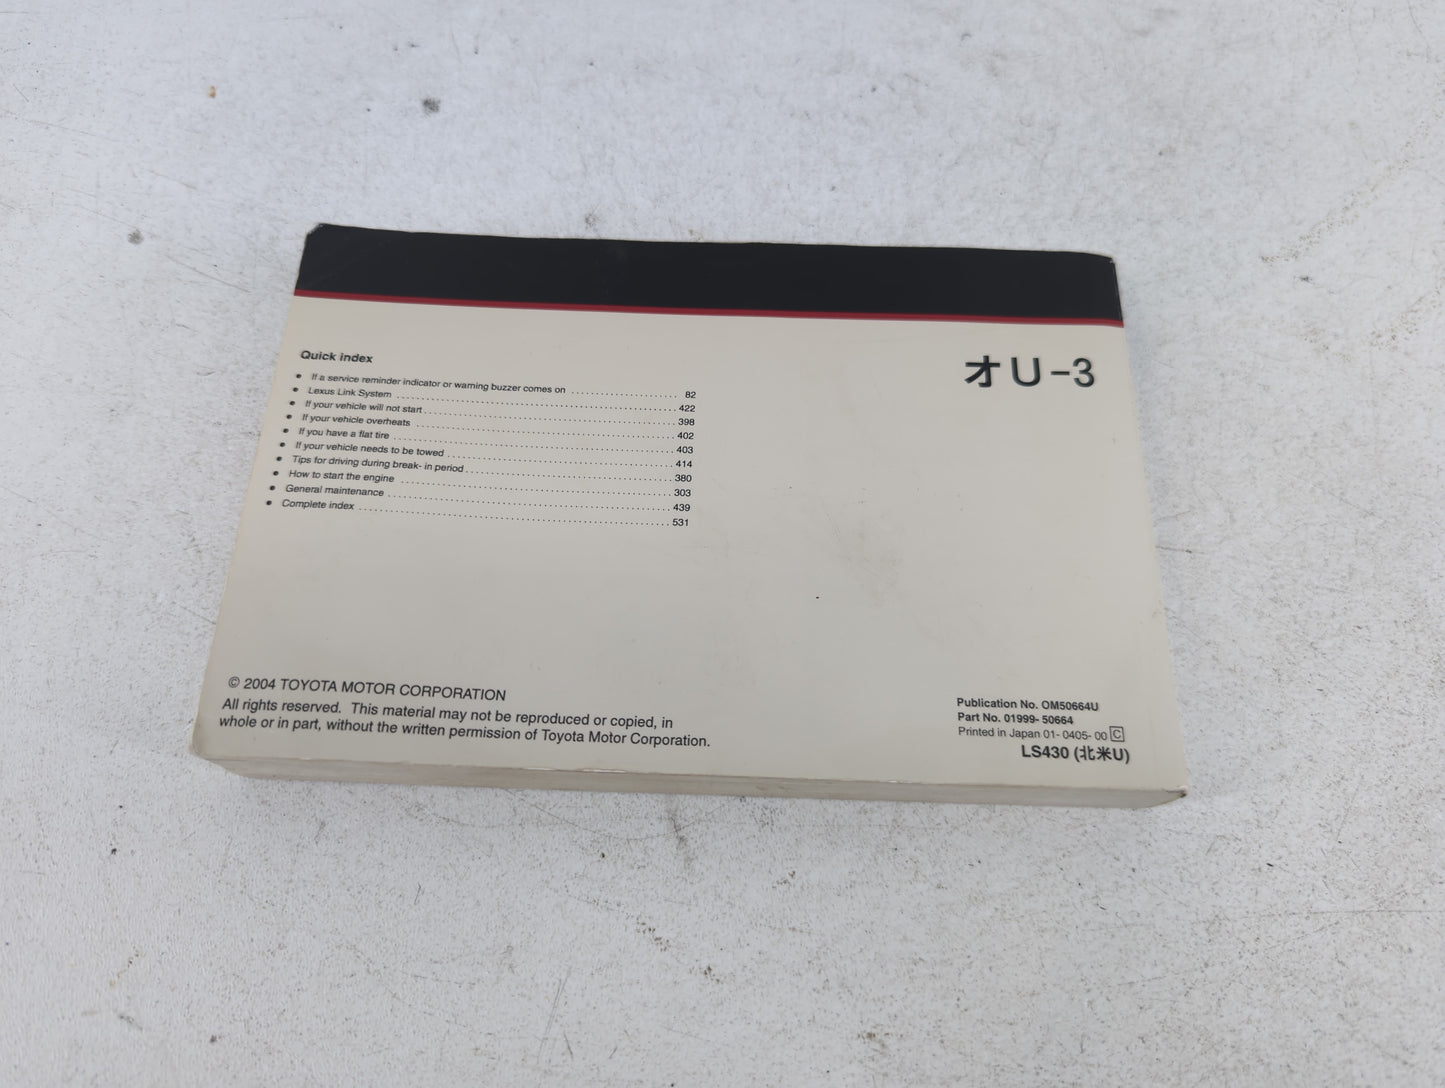 オU-3
Quick index
• If a service reminder indicator or warning buzzer comes on ........................ 82
• Lexus Link System ........................ 422
• If your vehicle will not start ........................ 398
• If your vehicle overheats ........................ 402
• If you have a flat tire ........................ 403
• If your vehicle needs to be towed ........................ 414
• Tips for driving during break- in period ........................ 380
• How to start the engine ........................ 303
• General maintenance ........................ 439
• Complete index ........................ 531
© 2004 TOYOTA MOTOR CORPORATION
All rights reserved. This material may not be reproduced or copied, in
whole or in part, without the written permission of Toyota Motor Corporation.
Publication No. OM50664U
Part No. 01999- 50664
Printed in Japan 01- 0405- 00 C
LS430 (北米U)